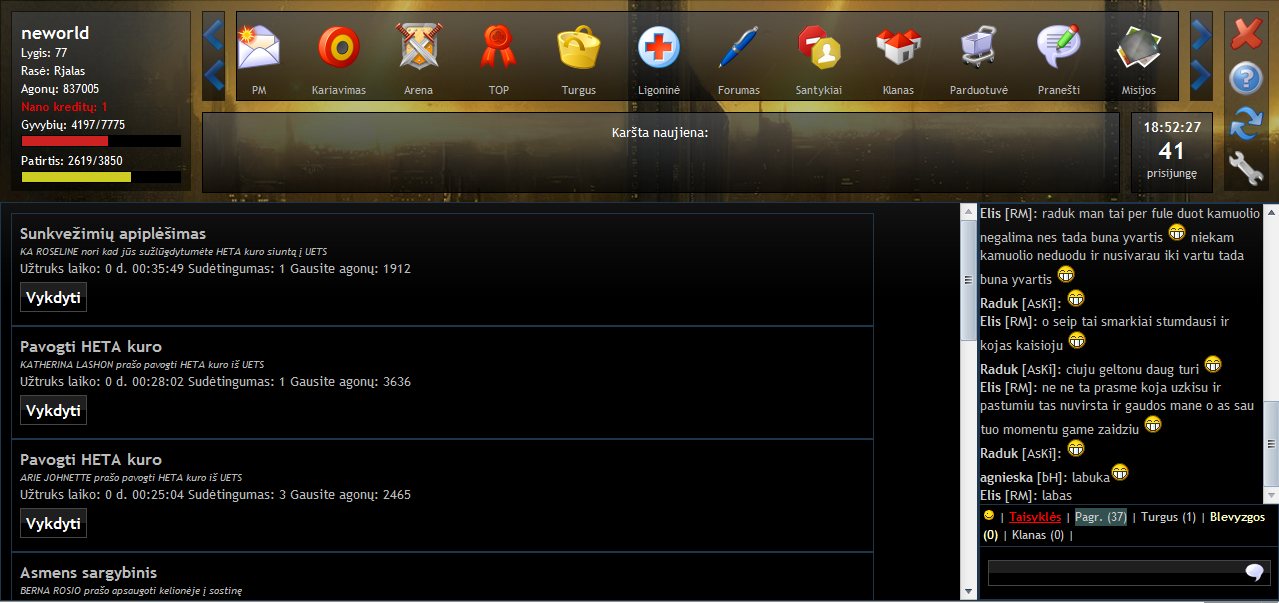 neworld
Lygis: 77
Rasė: Rjalas
Agonų: 837005
Nano kreditų: 1
Gyvybių: 4197/7775
Patirtis: 2619/3850
PM
Kariavimas
Arena
TOP
Turgus
Ligoninė
Forumas
Santykiai
Klanas
Parduotuvė
Pranešti
Misijos
Karšta naujiena:
18:52:27
41
prisijungę
Sunkvežimių apiplėšimas
KA ROSELINE nori kad jūs sužlūgdytumėte HETA kuro siuntą į UETS
Užtruks laiko: 0 d. 00:35:49 Sudėtingumas: 1 Gausite agonų: 1912
Vykdyti
Pavogti HETA kuro
KATHERINA LASHON prašo pavogti HETA kuro iš UETS
Užtruks laiko: 0 d. 00:28:02 Sudėtingumas: 1 Gausite agonų: 3636
Vykdyti
Pavogti HETA kuro
ARIE JOHNETTE prašo pavogti HETA kuro iš UETS
Užtruks laiko: 0 d. 00:25:04 Sudėtingumas: 3 Gausite agonų: 2465
Vykdyti
Asmens sargybinis
BERNA ROSIO prašo apsaugoti kelionėje į sostinę
Elis [RM]: raduk man tai per fule duot kamuolio
negalima nes tada buna yvartis niekam
kamuolio neduodu ir nusivarau iki vartu tada
buna yvartis
Raduk [AsKi]:
Elis [RM]: o seip tai smarkiai stumdausi ir
kojas kaisioju
Raduk [AsKi]: ciuju geltonu daug turi
Elis [RM]: ne ne ta prasme koja uzkisu ir
pastumiu tas nuvirsta ir gaudos mane o as sau
tuo momentu game zaidziu
Raduk [AsKi]:
agnieska [bH]: labuka
Elis [RM]: labas
| Taisyklės | Pagr. (37) | Turgus (1) | Blevyzgos
(0) | Klanas (0) |